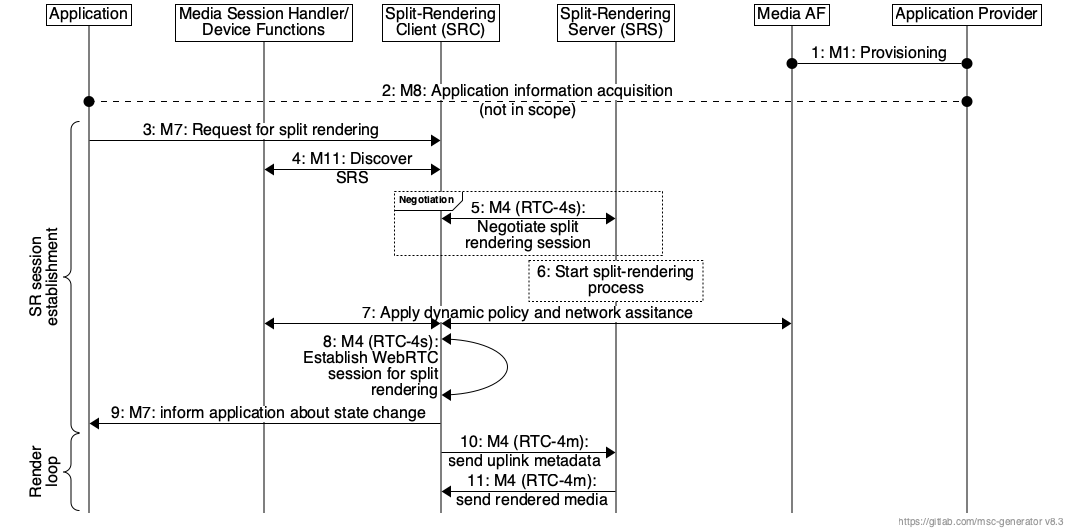 Application
Media Session Handler/
Device Functions
Split-Rendering
Client (SRC)
Split-Rendering
Server (SRS)
Media AF
Application Provider
1: M1: Provisioning
2: M8: Application information acquisition
(not in scope)
3: M7: Request for split rendering
4: M11: Discover
SRS
Negotiation
5: M4 (RTC-4s):
Negotiate split
rendering session
6: Start split-rendering
process
7: Apply dynamic policy and network assitance
8: M4 (RTC-4s):
Establish WebRTC
session for split
rendering
9: M7: inform application about state change
SR session
establishment
10: M4 (RTC-4m):
send uplink metadata
11: M4 (RTC-4m):
send rendered media
Render
loop
https://gitlab.com/msc-generator v8.3